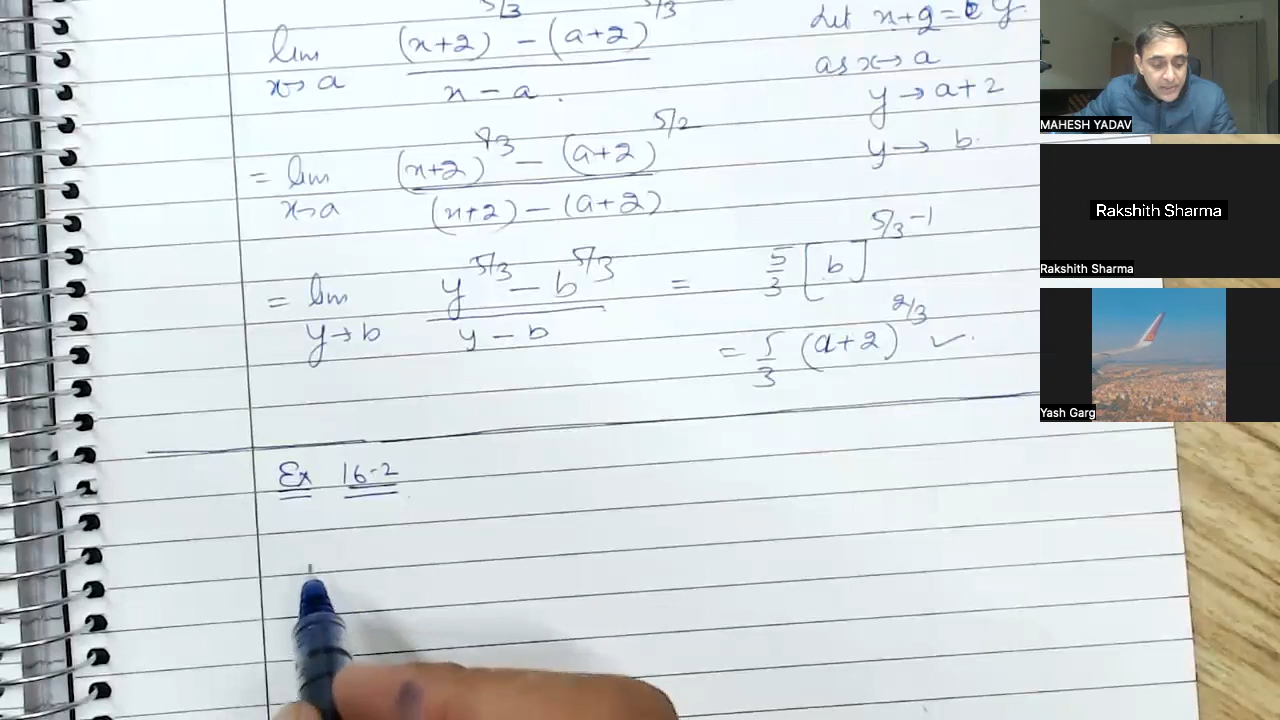 lim (x+2)^5/3 - (a+2)^5/3
x→a x - a .
= lim (x+2)^5/3 - (a+2)^5/2
x→a (x+2) - (a+2)
= lim y^5/3 - b^5/3 = 5/3 [b]^5/3 -1
y→b y - b
= 5/3 (a+2)^2/3 ✓.
Let x+2 = y
as x→a
y → a+2
y → b.
Ex 16-2
MAHESH YADAV
Rakshith Sharma
Rakshith Sharma
Yash Garg